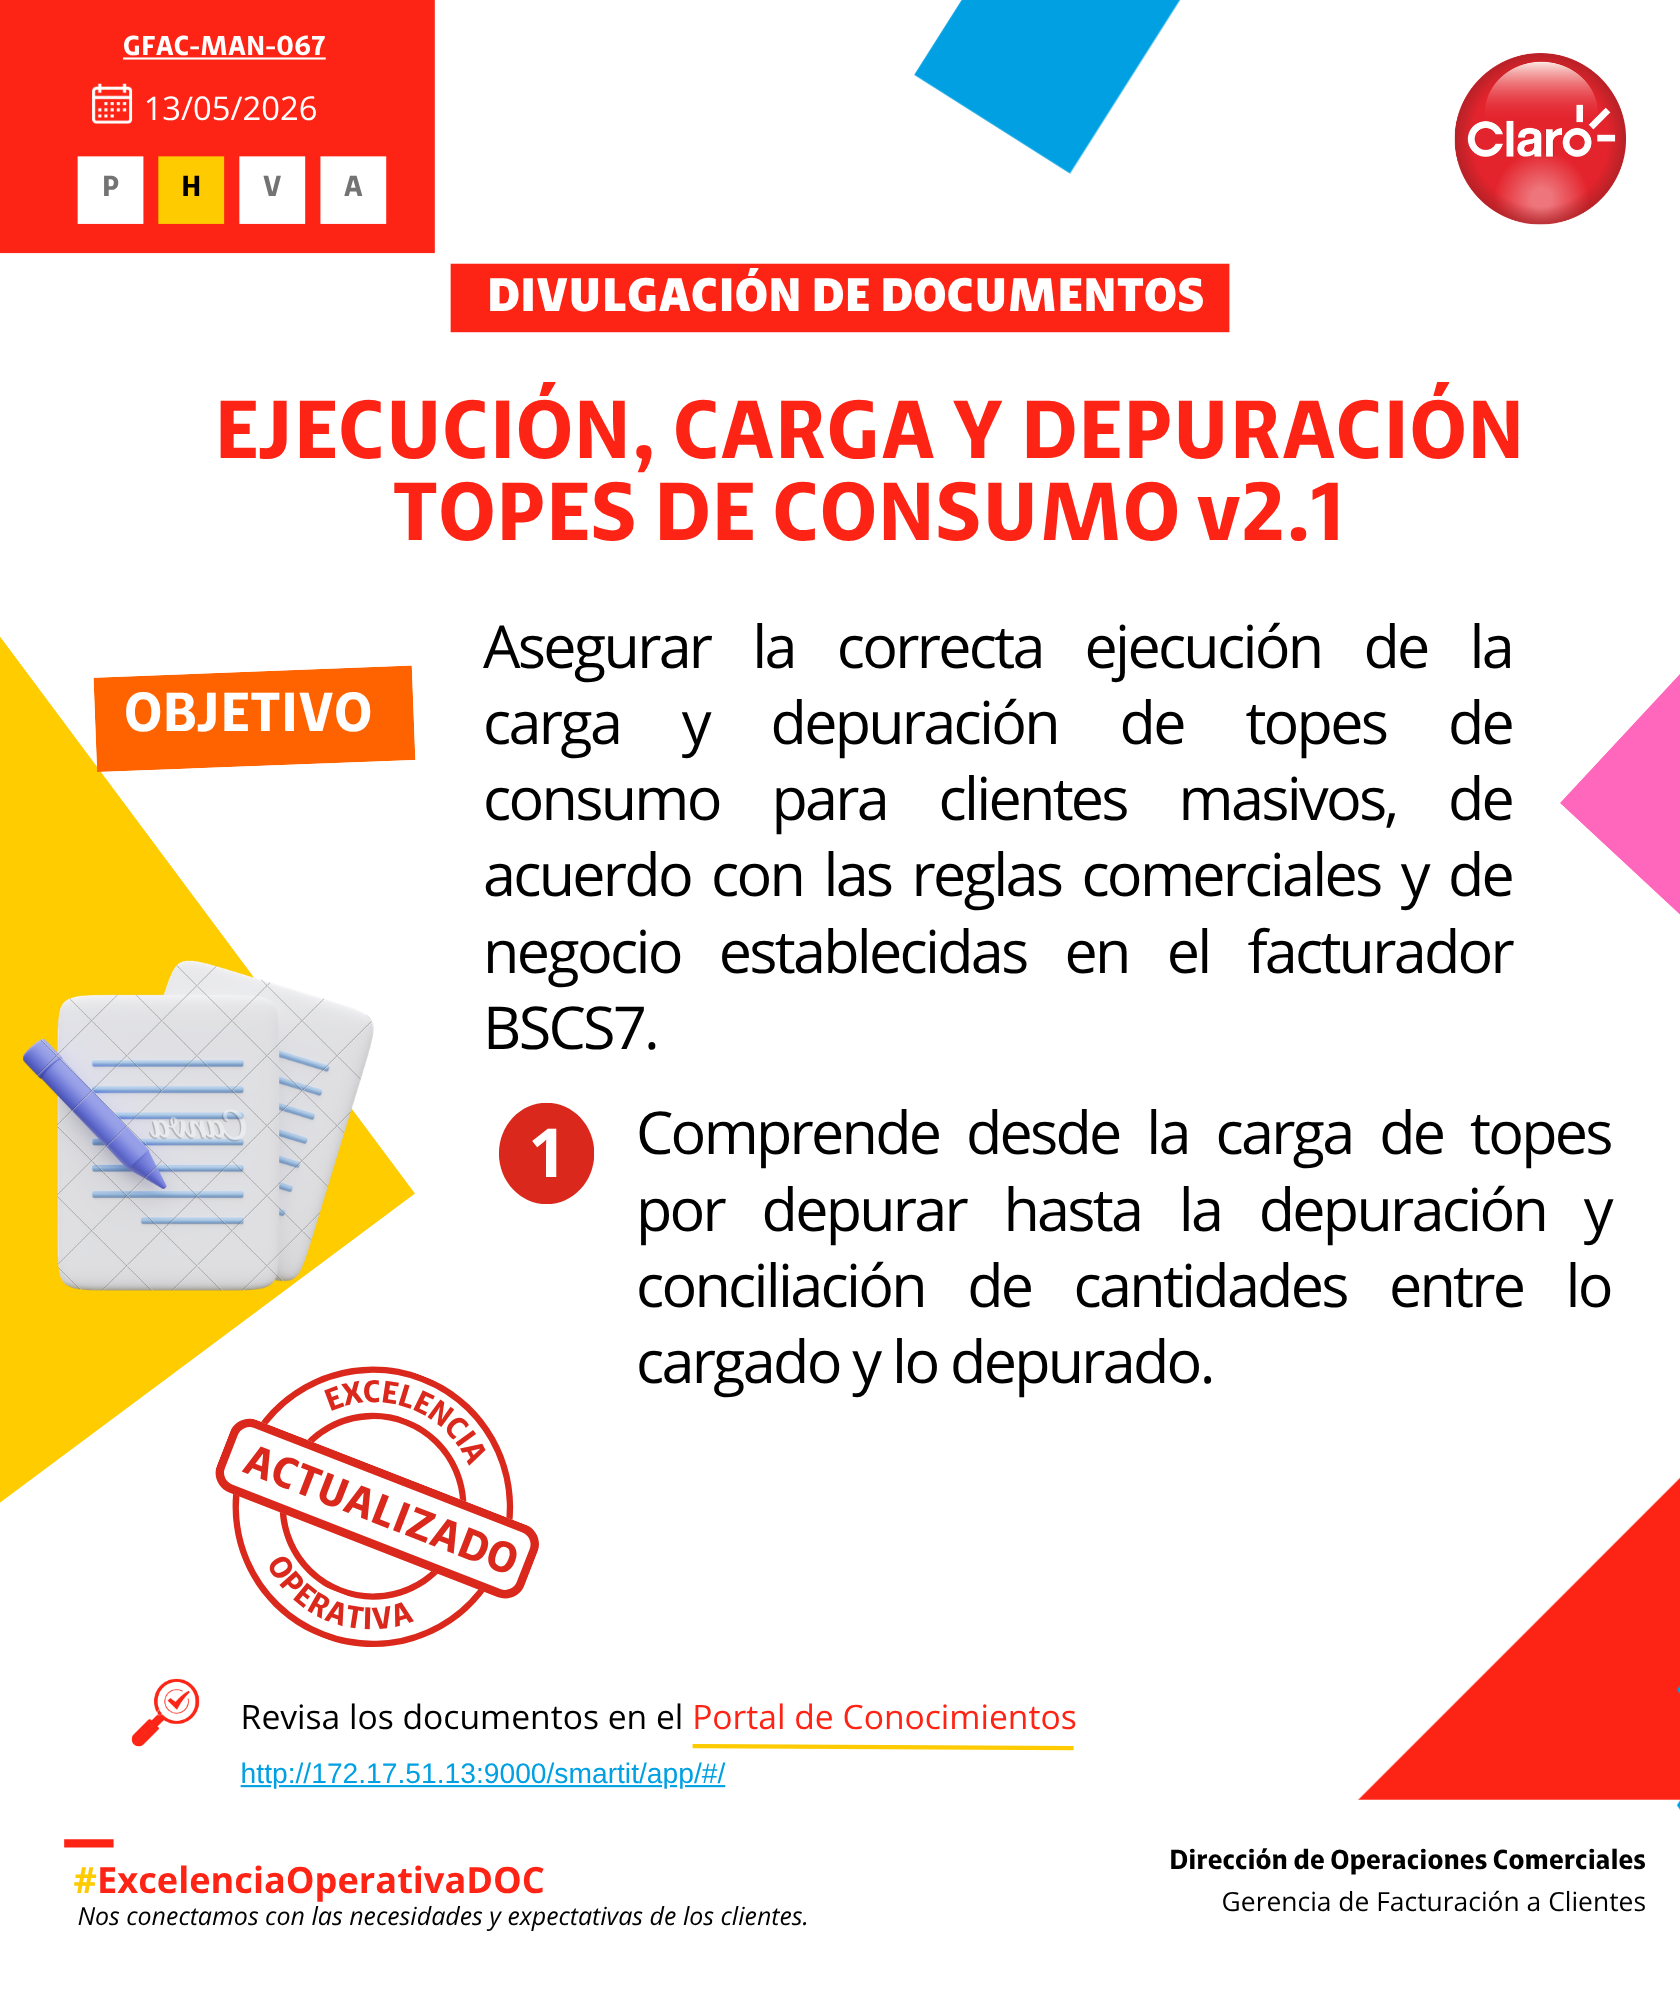 GFAC-MAN-067
13/05/2026
P H V A
Claro
DIVULGACIÓN DE DOCUMENTOS
EJECUCIÓN, CARGA Y DEPURACIÓN
TOPES DE CONSUMO v2.1
OBJETIVO
Asegurar la correcta ejecución de la
carga y depuración de topes de
consumo para clientes masivos, de
acuerdo con las reglas comerciales y de
negocio establecidas en el facturador
BSCS7.
Canva
1
Comprende desde la carga de topes
por depurar hasta la depuración y
conciliación de cantidades entre lo
cargado y lo depurado.
EXCELENCIA
ACTUALIZADO
OPERATIVA
Revisa los documentos en el Portal de Conocimientos
http://172.17.51.13:9000/smartit/app/#/
#ExcelenciaOperativaDOC
Nos conectamos con las necesidades y expectativas de los clientes.
Dirección de Operaciones Comerciales
Gerencia de Facturación a Clientes